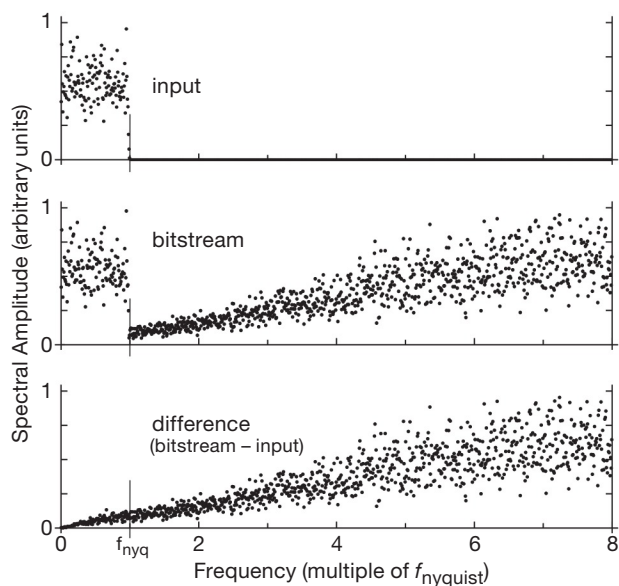 Spectral Amplitude (arbitrary units)
1
input
0
1
bitstream
0
1
difference
(bitstream – input)
0
0 fnyq 2 4 6 8
Frequency (multiple of fnyquist)